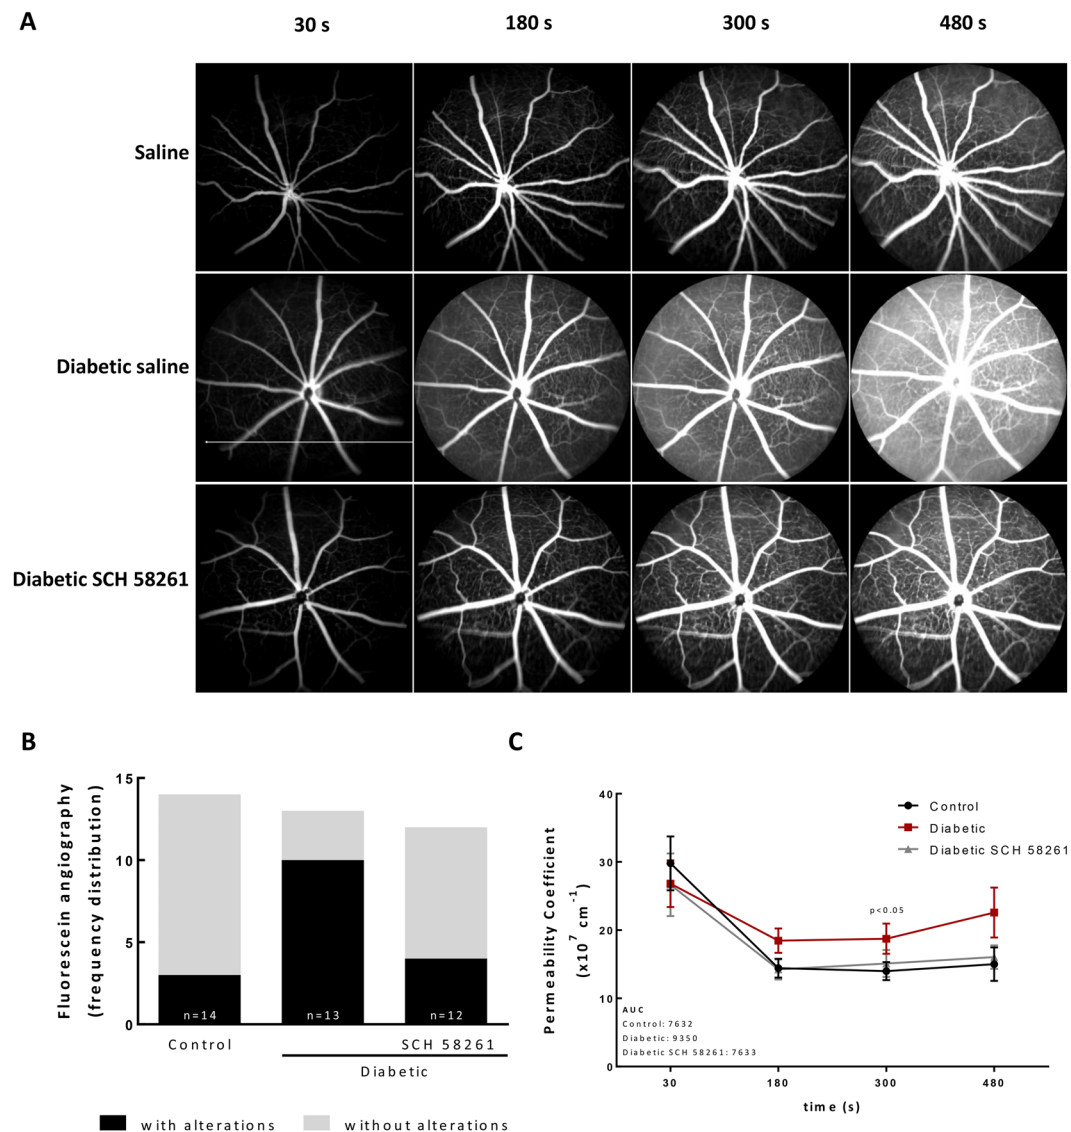 A
30 s
180 s
300 s
480 s
Saline
Diabetic saline
Diabetic SCH 58261
B
Fluorescein angiography
(frequency distribution)
15
10
5
0
n=14
n=13
n=12
Control
SCH 58261
Diabetic
with alterations
without alterations
C
Permeability Coefficient
(x10⁷ cm⁻¹)
40
30
20
10
0
Control
Diabetic
Diabetic SCH 58261
p<0.05
AUC
Control: 7632
Diabetic: 9350
Diabetic SCH 58261: 7633
30
180
300
480
time (s)